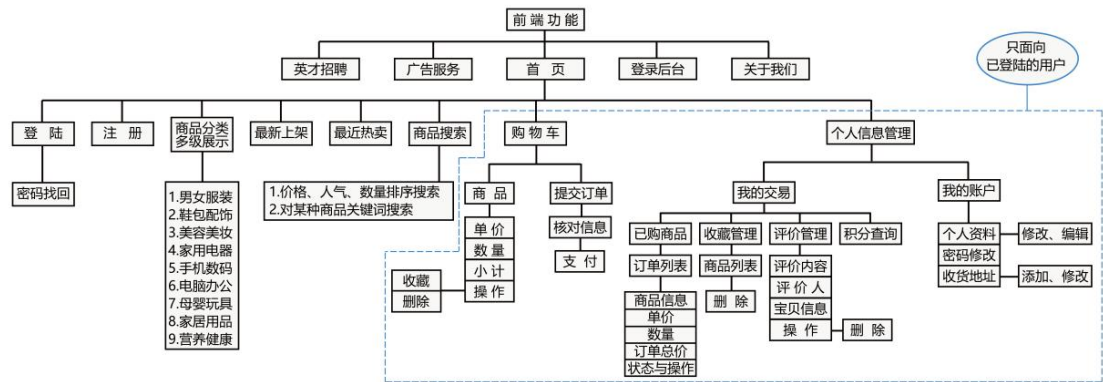 前端功能
只面向
已登陆的用户
英才招聘
广告服务
首 页
登录后台
关于我们
登 陆
注 册
商品分类
多级展示
最新上架
最近热卖
商品搜索
购物车
个人信息管理
密码找回
1.男女服装
2.鞋包配饰
3.美容美妆
4.家用电器
5.手机数码
6.电脑办公
7.母婴玩具
8.家居用品
9.营养健康
1.价格、人气、数量排序搜索
2.对某种商品关键词搜索
商 品
单 价
数 量
小 计
操 作
收藏
删除
提交订单
核对信息
支 付
我的交易
已购商品
订单列表
商品信息
单价
数量
订单总价
状态与操作
收藏管理
商品列表
删 除
评价管理
评价内容
评 价 人
宝贝信息
操 作
删 除
积分查询
我的账户
个人资料
修改、编辑
密码修改
收货地址
添加、修改